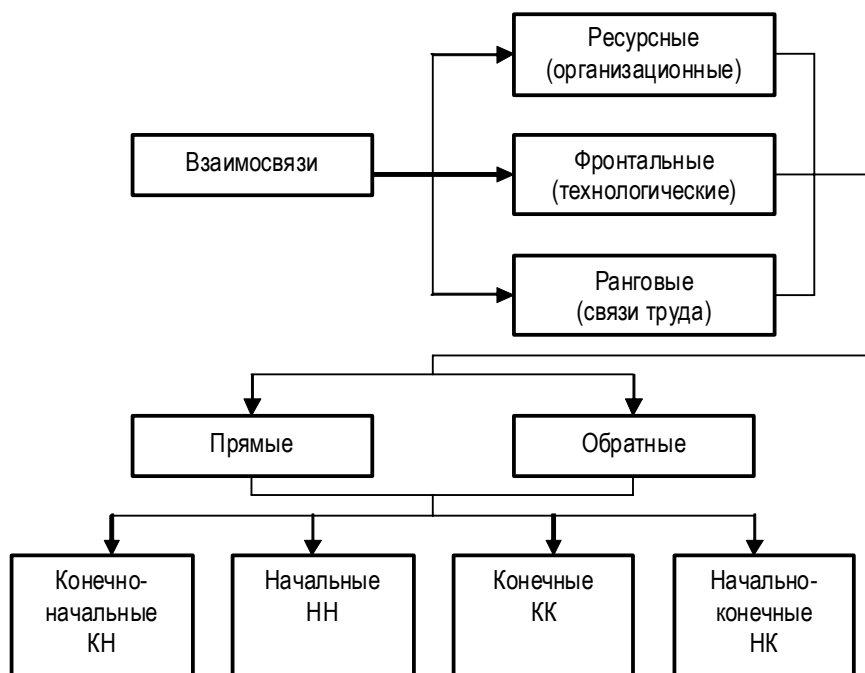 Ресурсные
(организационные)
Взаимосвязи
Фронтальные
(технологические)
Ранговые
(связи труда)
Прямые
Обратные
Конечно-
начальные
КН
Начальные
НН
Конечные
КК
Начально-
конечные
НК